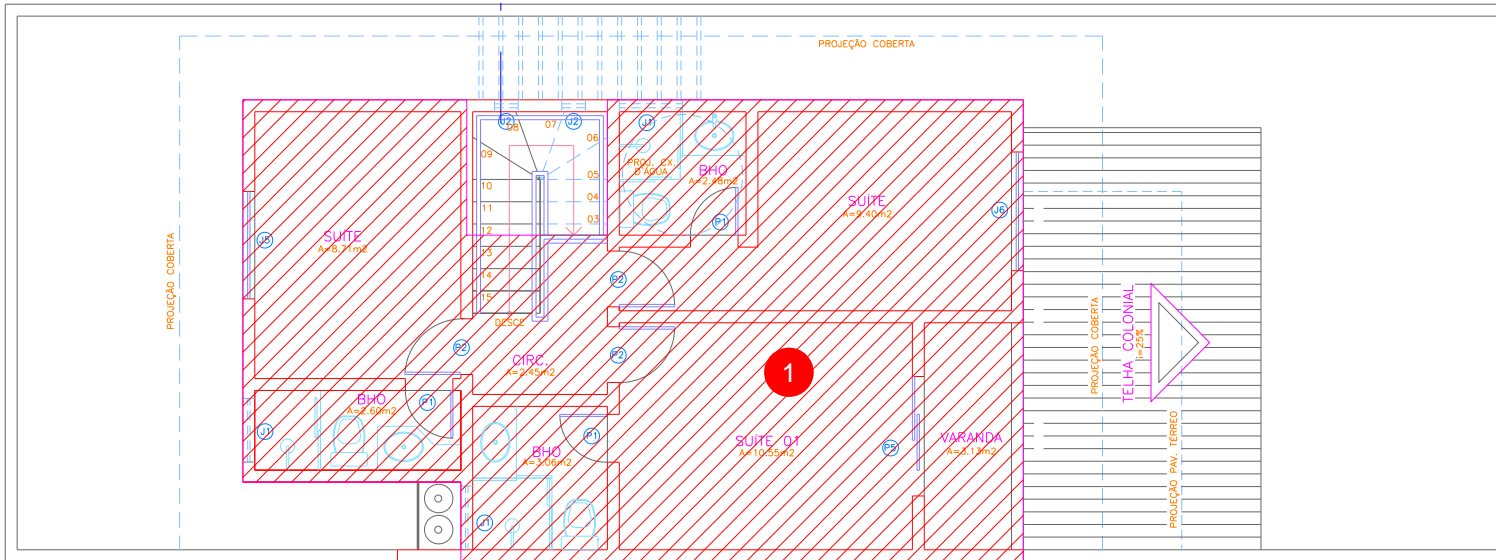 PROJEÇÃO COBERTA
J2
J2
J1
08
07
06
09
05
10
04
11
03
12
13
14
15
PROJ. CX.
D'ÁGUA
BHO
A=2.48m2
P1
SUÍTE
A=9.40m2
J6
SUÍTE
A=8.71m2
J5
PROJEÇÃO COBERTA
P2
DESCE
P2
P2
CIRC.
A=2.45m2
1
PROJEÇÃO COBERTA
TELHA COLONIAL
i=25%
BHO
A=2.60m2
P1
J1
BHO
A=3.06m2
P1
J1
SUÍTE 01
A=10.55m2
P5
VARANDA
A=3.13m2
PROJEÇÃO PAV. TÉRREO